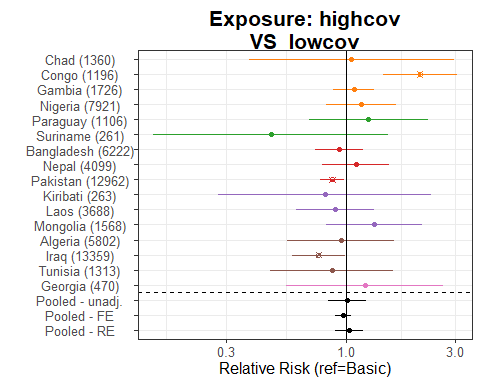 Exposure: highcov
VS lowcov
Chad (1360)
Congo (1196)
Gambia (1726)
Nigeria (7921)
Paraguay (1106)
Suriname (261)
Bangladesh (6222)
Nepal (4099)
Pakistan (12962)
Kiribati (263)
Laos (3688)
Mongolia (1568)
Algeria (5802)
Iraq (13359)
Tunisia (1313)
Georgia (470)
Pooled - unadj.
Pooled - FE
Pooled - RE
0.3 1.0 3.0
Relative Risk (ref=Basic)